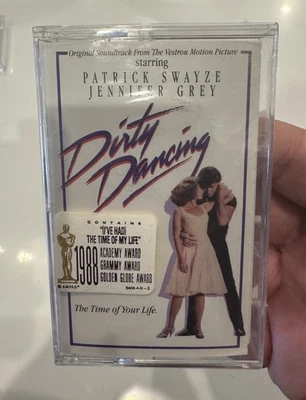 Original Soundtrack From The Vestron Motion Picture
starring
PATRICK SWAYZE
JENNIFER GREY
Dirty
Dancing
CONTAINS
"(I'VE HAD)
THE TIME OF MY LIFE"
1988
ACADEMY AWARD
GRAMMY AWARD
GOLDEN GLOBE AWARD
The Time of Your Life.